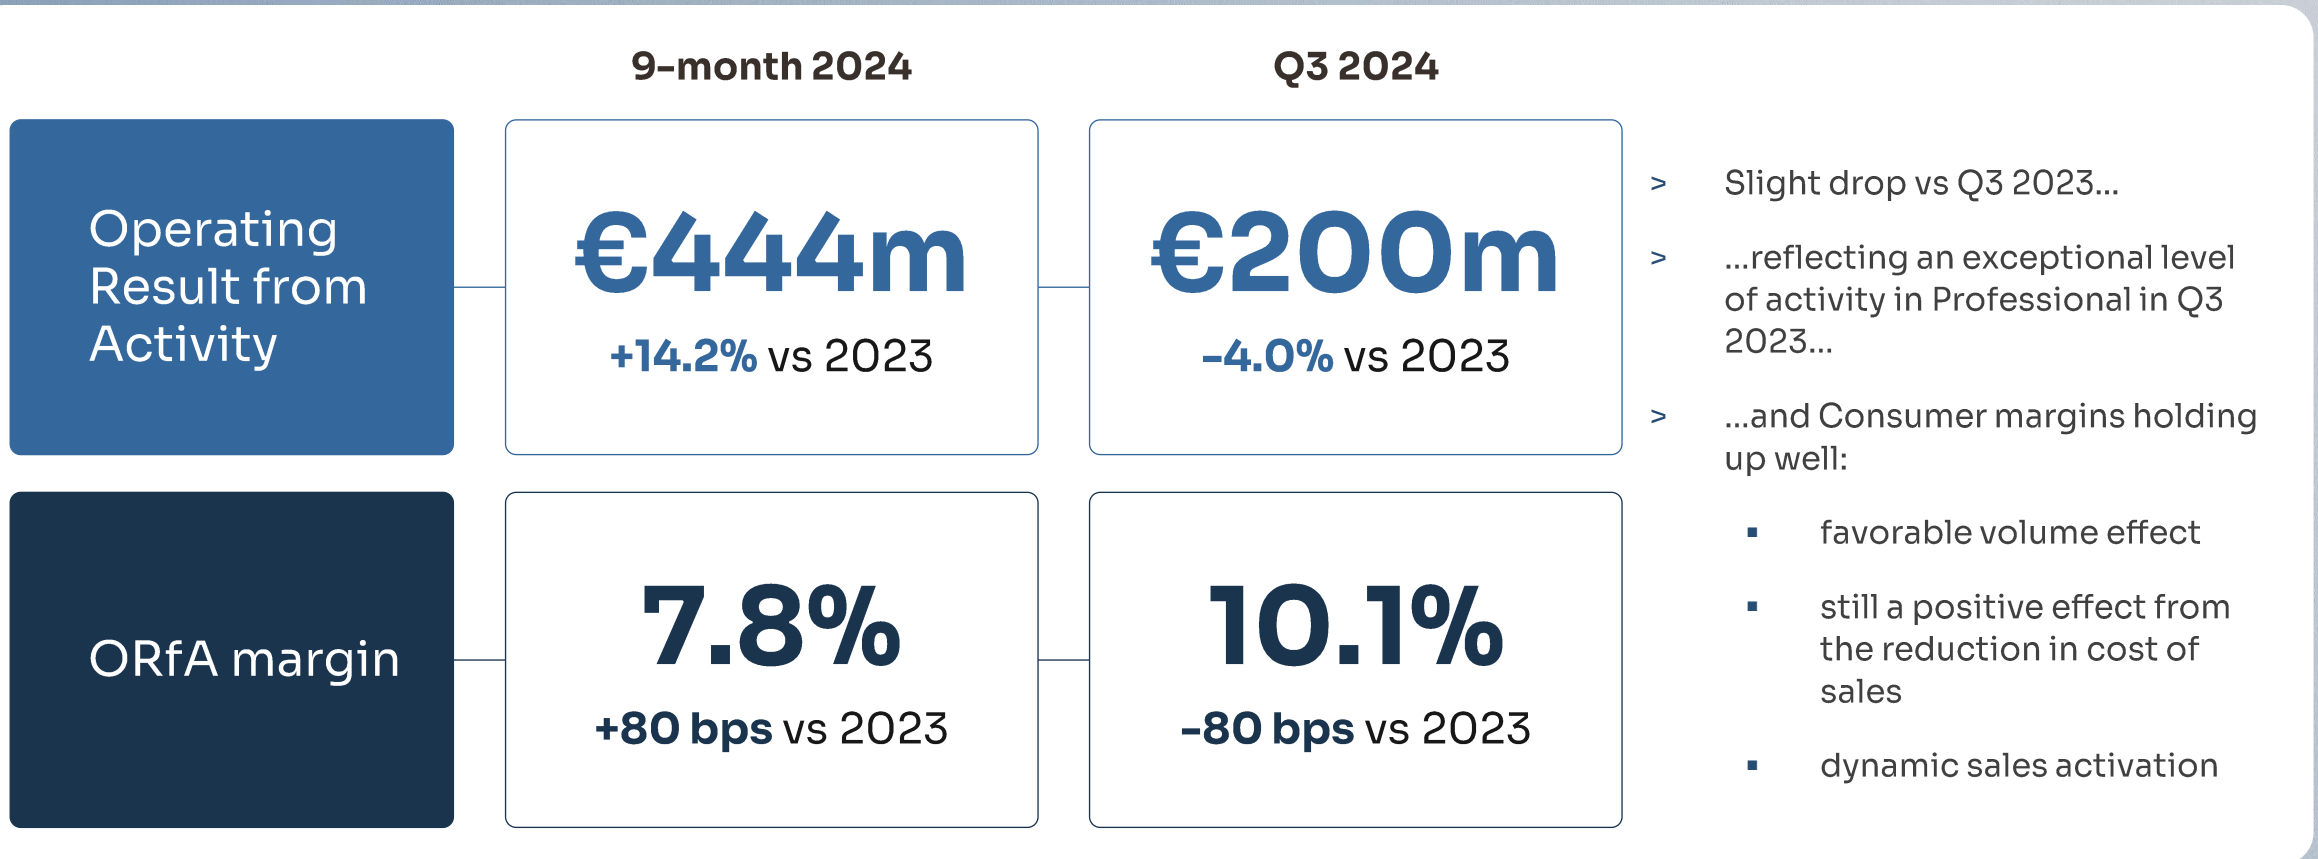 9-month 2024
Q3 2024
Operating
Result from
Activity
€444m
+14.2% vs 2023
€200m
-4.0% vs 2023
ORfA margin
7.8%
+80 bps vs 2023
10.1%
-80 bps vs 2023
> Slight drop vs Q3 2023...
> ...reflecting an exceptional level
of activity in Professional in Q3
2023...
> ...and Consumer margins holding
up well:
▪ favorable volume effect
▪ still a positive effect from
the reduction in cost of
sales
▪ dynamic sales activation